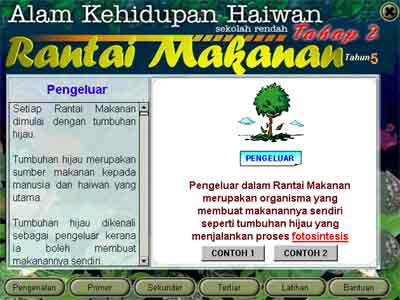 Alam Kehidupan Haiwan
sekolah rendah
Tahap 2
Rantai Makanan
Tahun 5
Pengeluar
Setiap Rantai Makanan
dimulai dengan tumbuhan
hijau.
Tumbuhan hijau merupakan
sumber makanan kepada
manusia dan haiwan yang
utama.
Tumbuhan hijau dikenali
sebagai pengeluar kerana
ia boleh membuat
makanannya sendiri.
PENGELUAR
Pengeluar dalam Rantai Makanan
merupakan organisma yang
membuat makanannya sendiri
seperti tumbuhan hijau yang
menjalankan proses fotosintesis
CONTOH 1
CONTOH 2
Pengenalan
Primer
Sekunder
Tertiar
Latihan
Bantuan